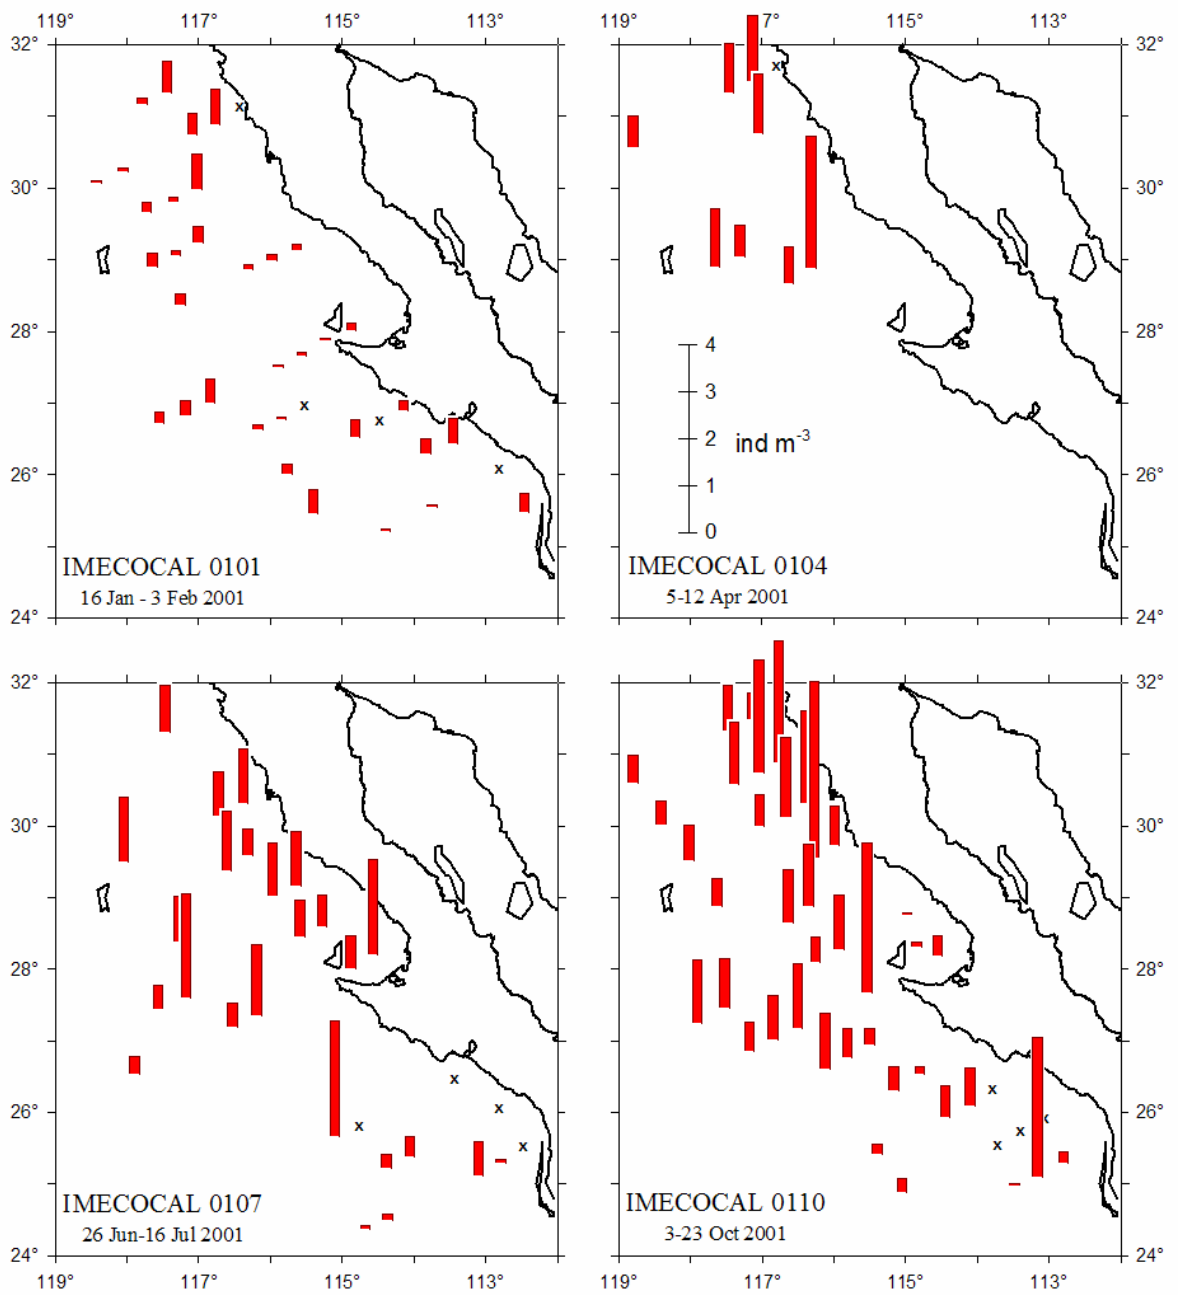 119° 117° 115° 113° 119° 7° 115° 113°
32° 32°
x x
30° 30°
28° 28°
4
3
2 ind m-3
1
0
x x x
26° 26°
IMECOCAL 0101 IMECOCAL 0104
16 Jan - 3 Feb 2001 5-12 Apr 2001
24° 24°
32° 32°
30° 30°
28° 28°
x x x x
x x x x
26° 26°
IMECOCAL 0107 IMECOCAL 0110
26 Jun-16 Jul 2001 3-23 Oct 2001
24° 24°
119° 117° 115° 113° 119° 117° 115° 113°